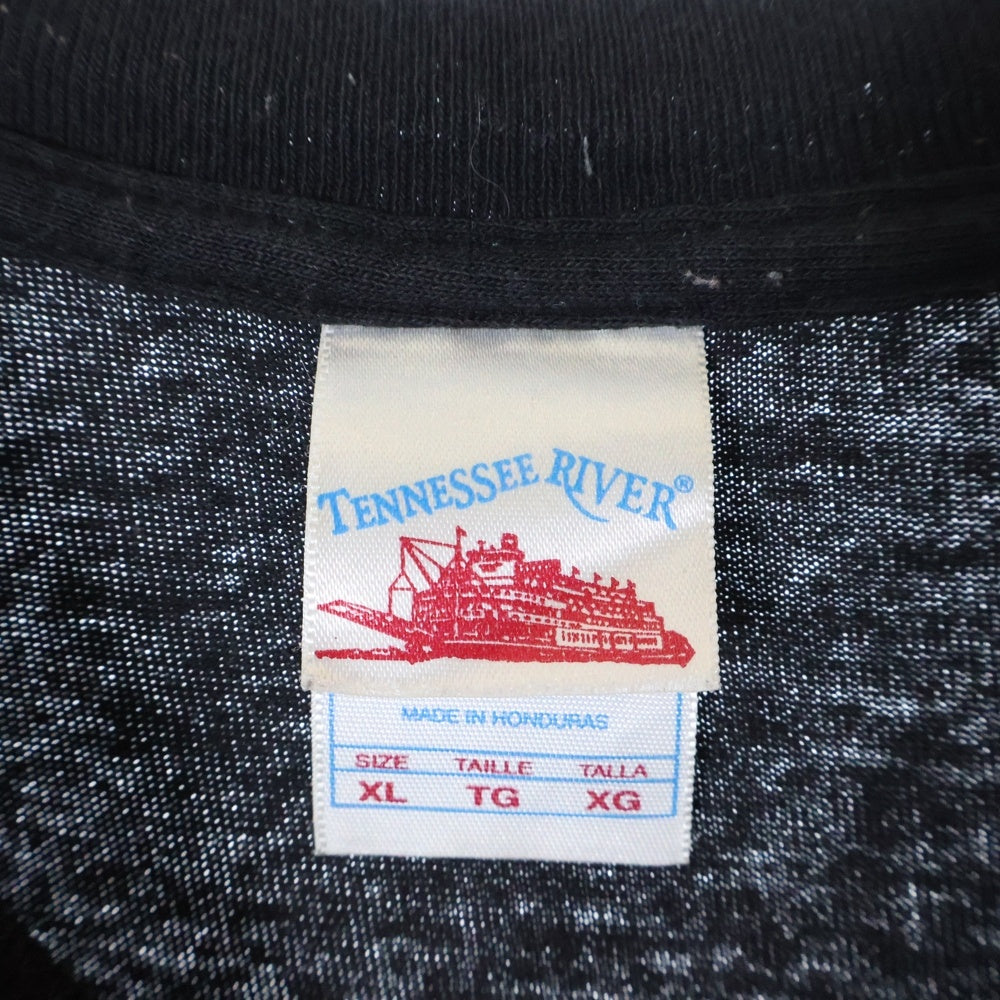 TENNESSEE RIVER®
MADE IN HONDURAS
SIZE TAILLE TALLA
XL TG XG